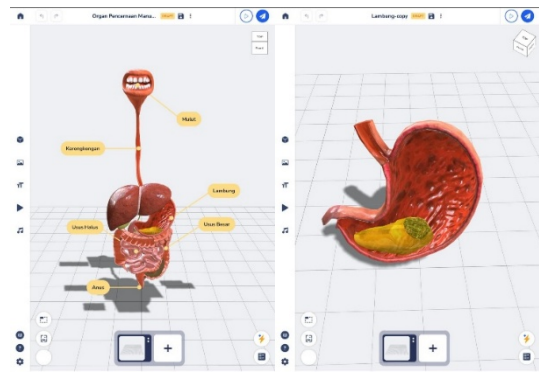 Organ Pencernaan Manu...
Mulut
Kerongkongan
Lambung
Usus Halus
Usus Besar
Anus
Lambung-copy